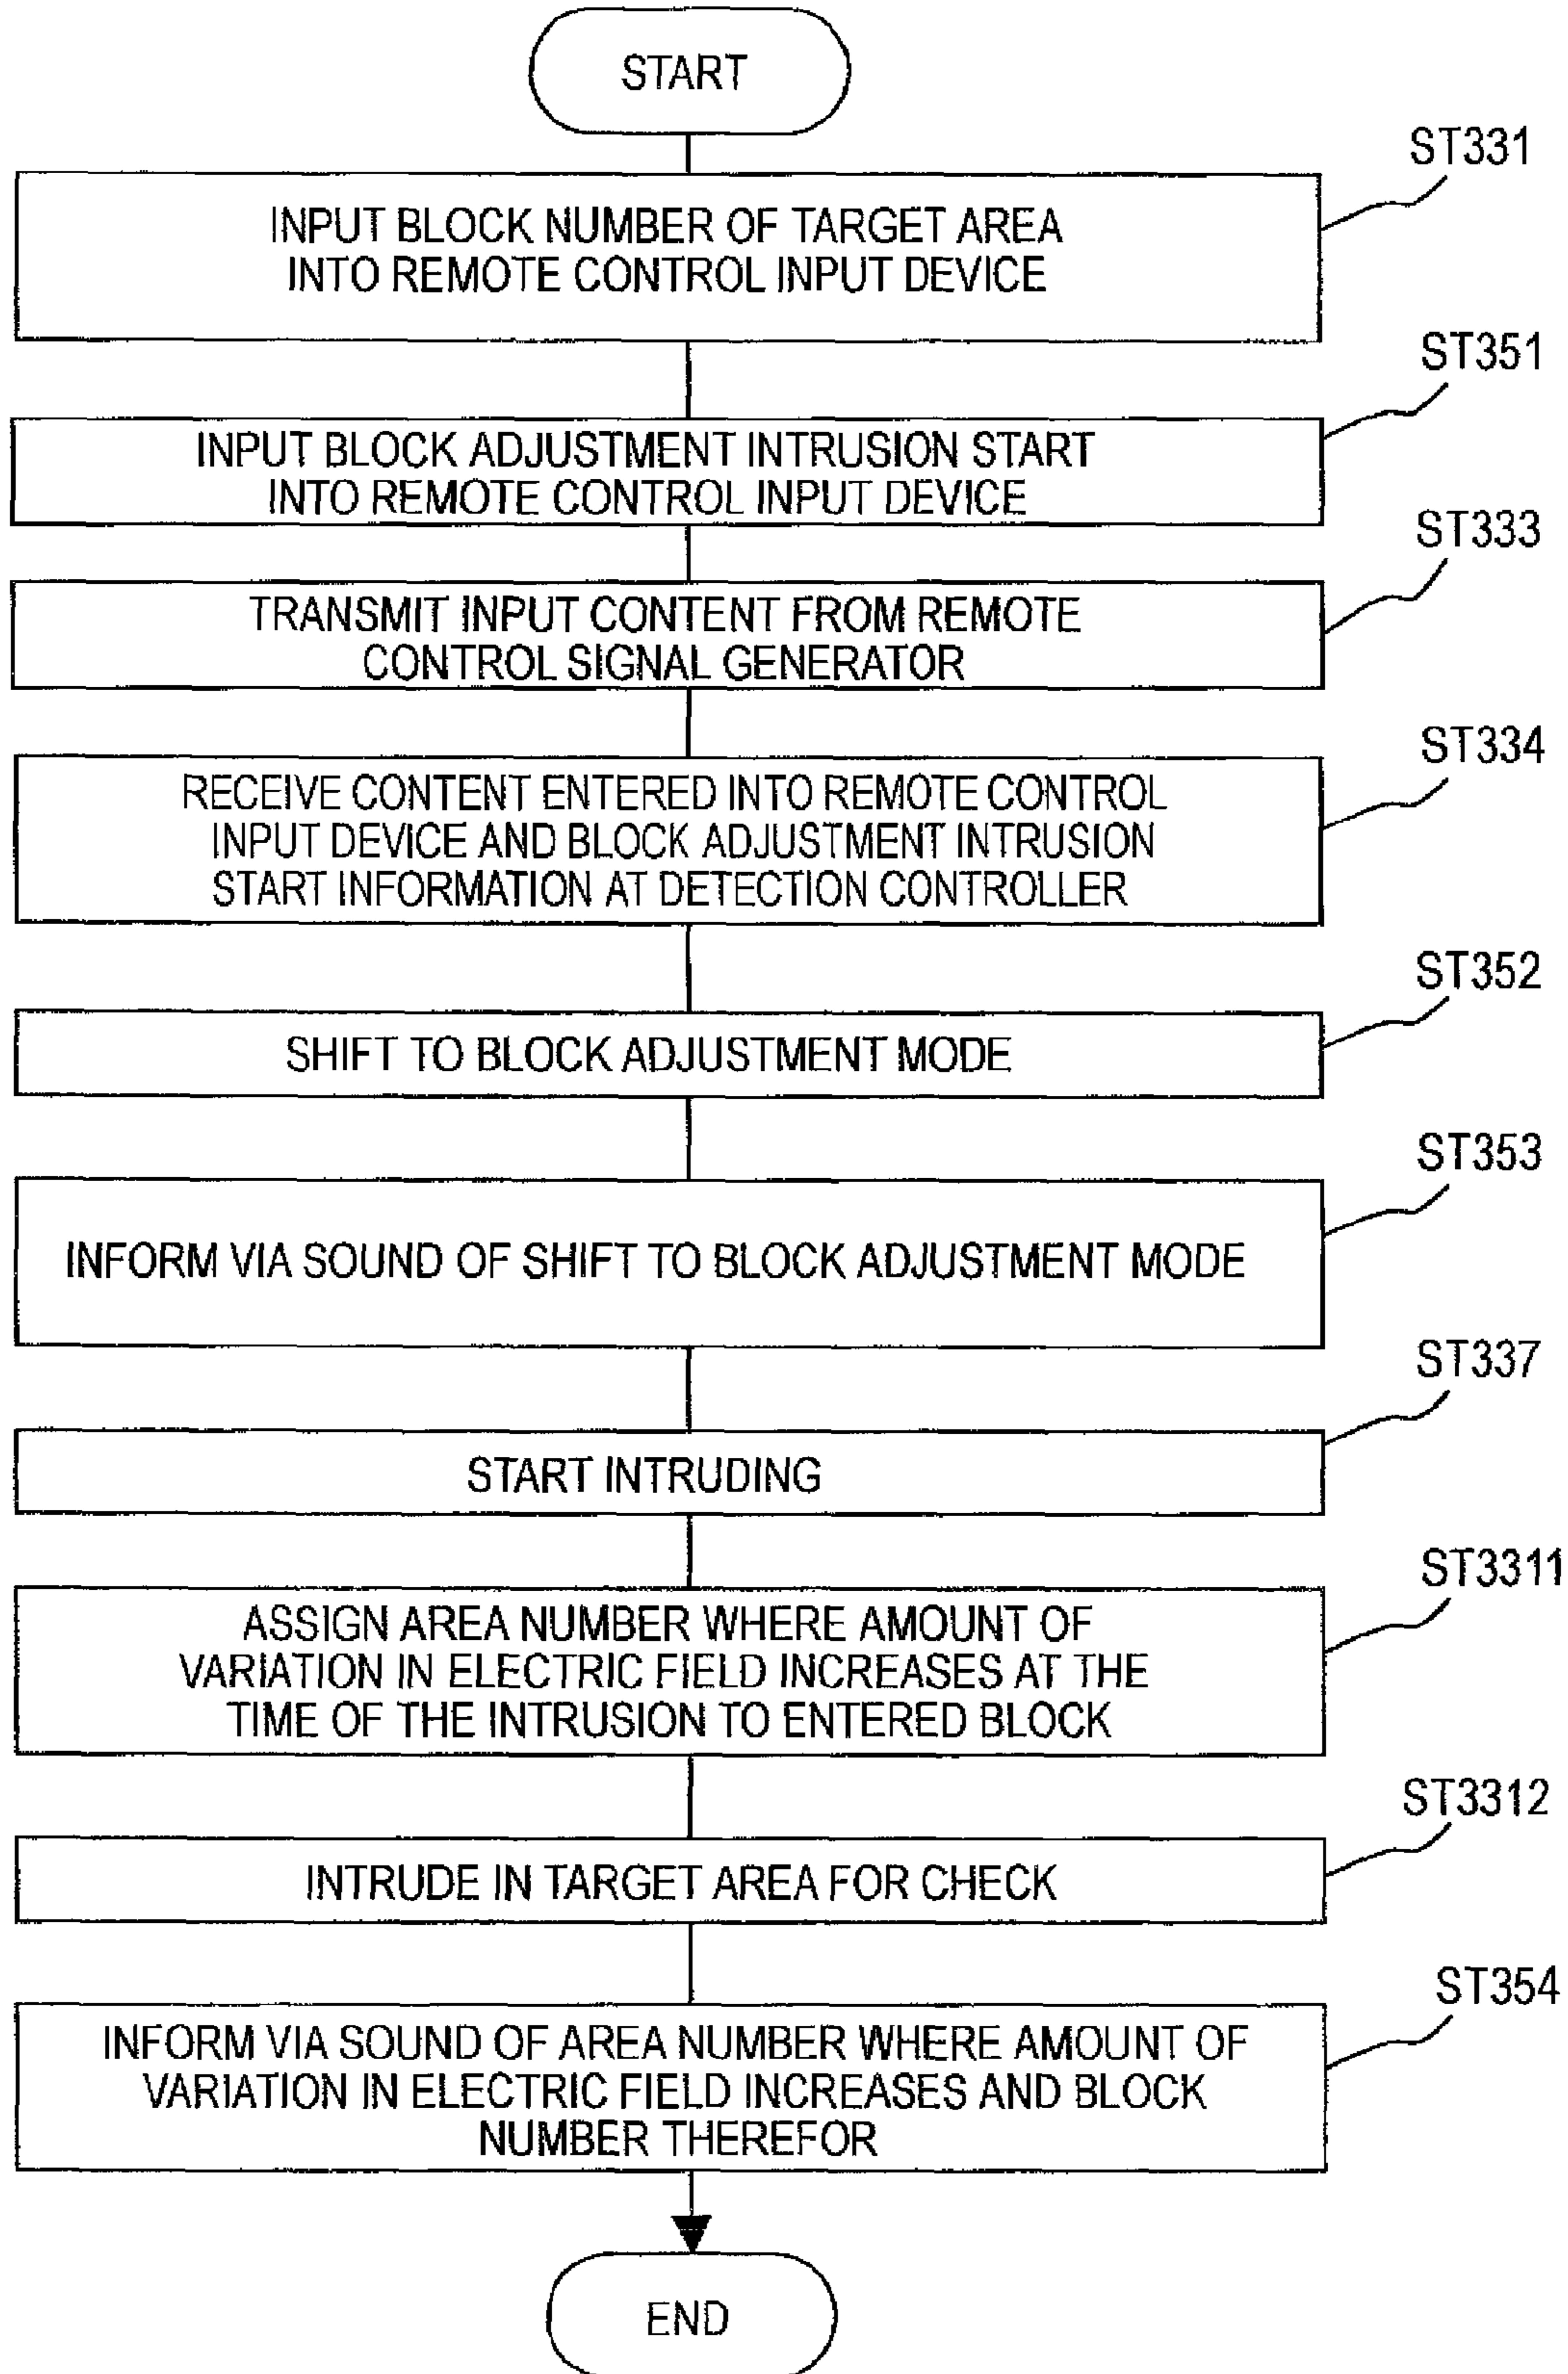 START
ST331
INPUT BLOCK NUMBER OF TARGET AREA
INTO REMOTE CONTROL INPUT DEVICE
ST351
INPUT BLOCK ADJUSTMENT INTRUSION START
INTO REMOTE CONTROL INPUT DEVICE
ST333
TRANSMIT INPUT CONTENT FROM REMOTE
CONTROL SIGNAL GENERATOR
ST334
RECEIVE CONTENT ENTERED INTO REMOTE CONTROL
INPUT DEVICE AND BLOCK ADJUSTMENT INTRUSION
START INFORMATION AT DETECTION CONTROLLER
ST352
SHIFT TO BLOCK ADJUSTMENT MODE
ST353
INFORM VIA SOUND OF SHIFT TO BLOCK ADJUSTMENT MODE
ST337
START INTRUDING
ST3311
ASSIGN AREA NUMBER WHERE AMOUNT OF
VARIATION IN ELECTRIC FIELD INCREASES AT THE
TIME OF THE INTRUSION TO ENTERED BLOCK
ST3312
INTRUDE IN TARGET AREA FOR CHECK
ST354
INFORM VIA SOUND OF AREA NUMBER WHERE AMOUNT OF
VARIATION IN ELECTRIC FIELD INCREASES AND BLOCK
NUMBER THEREFOR
END